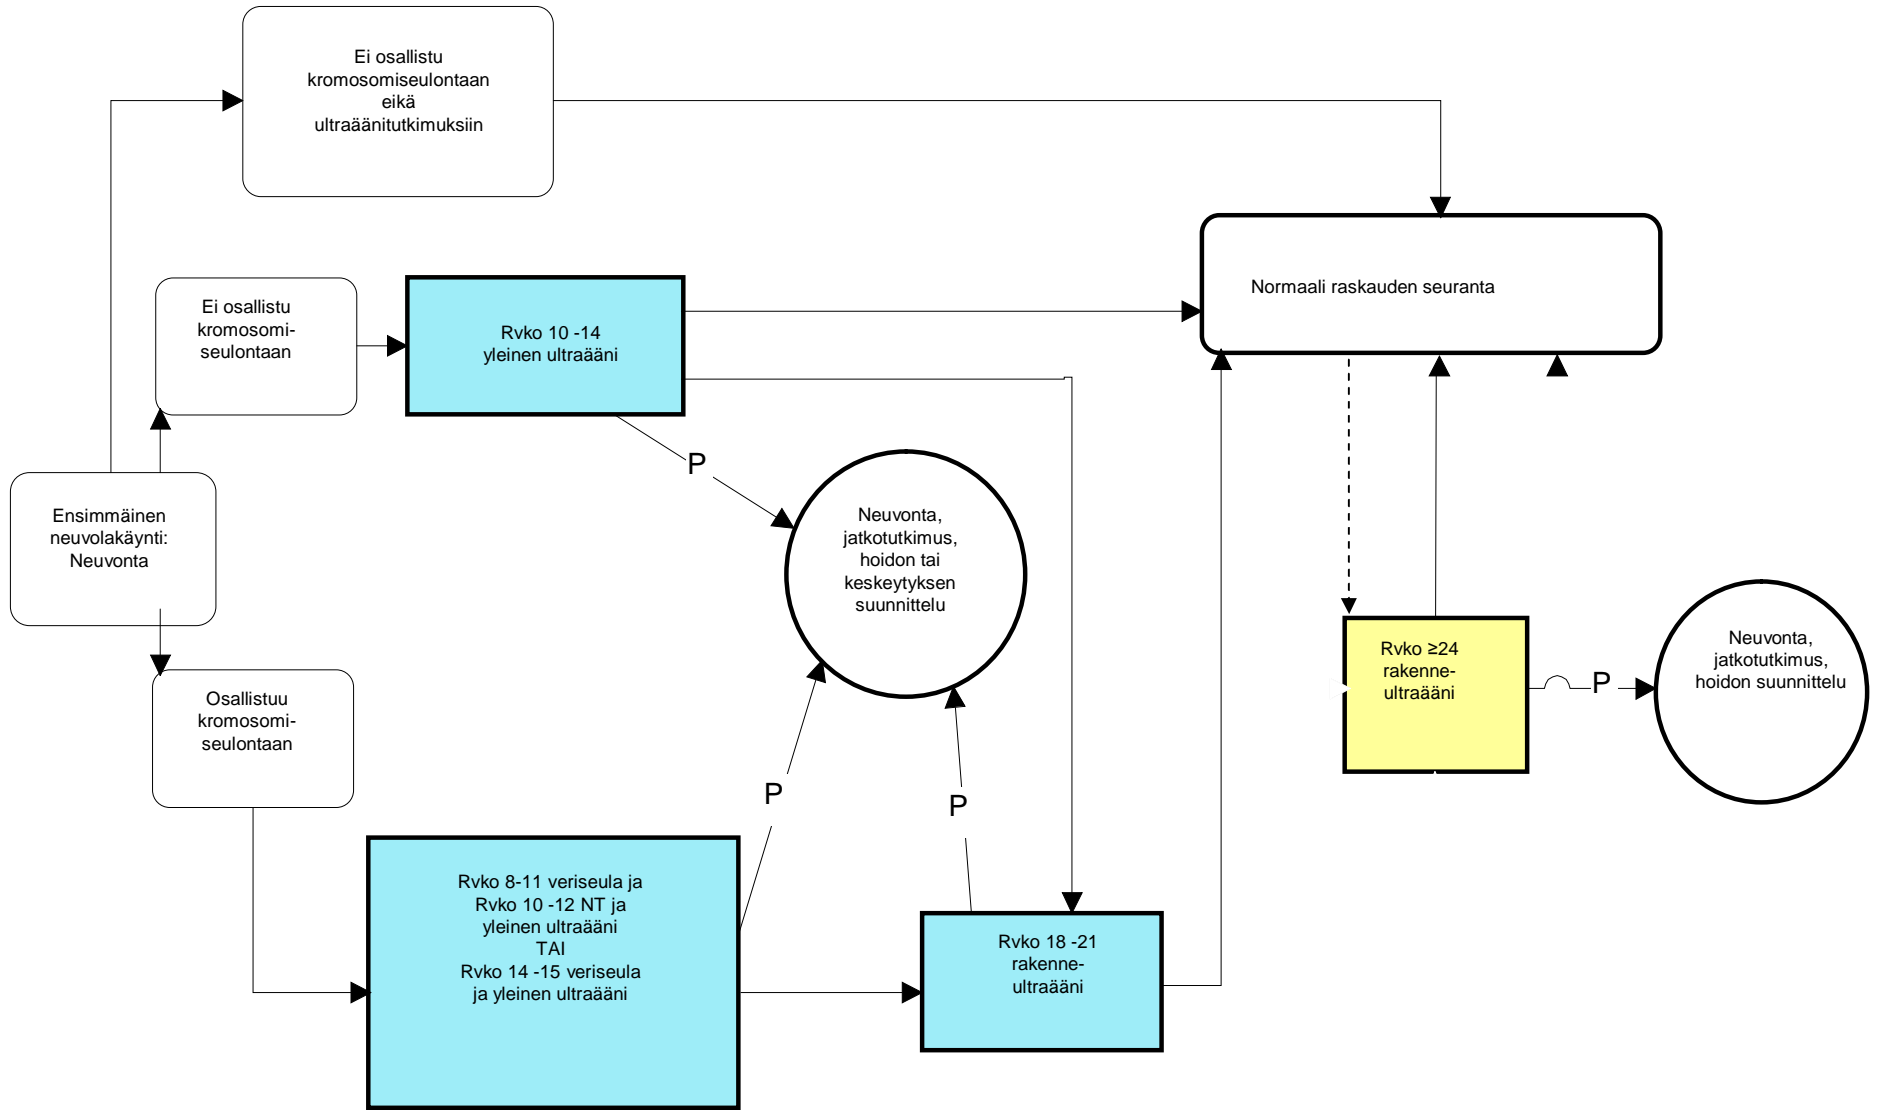 Ei osallistu
kromosomiseulontaan
eikä
ultraäänitutkimuksiin
Normaali raskauden seuranta
Ei osallistu
kromosomi-
seulontaan
Rvko 10 -14
yleinen ultraääni
P
Ensimmäinen
neuvolakäynti:
Neuvonta
Neuvonta,
jatkotutkimus,
hoidon tai
keskeytyksen
suunnittelu
Rvko ≥24
rakenne-
ultraääni
P
Neuvonta,
jatkotutkimus,
hoidon suunnittelu
Osallistuu
kromosomi-
seulontaan
P
P
Rvko 8-11 veriseula ja
Rvko 10 -12 NT ja
yleinen ultraääni
TAI
Rvko 14 -15 veriseula
ja yleinen ultraääni
Rvko 18 -21
rakenne-
ultraääni